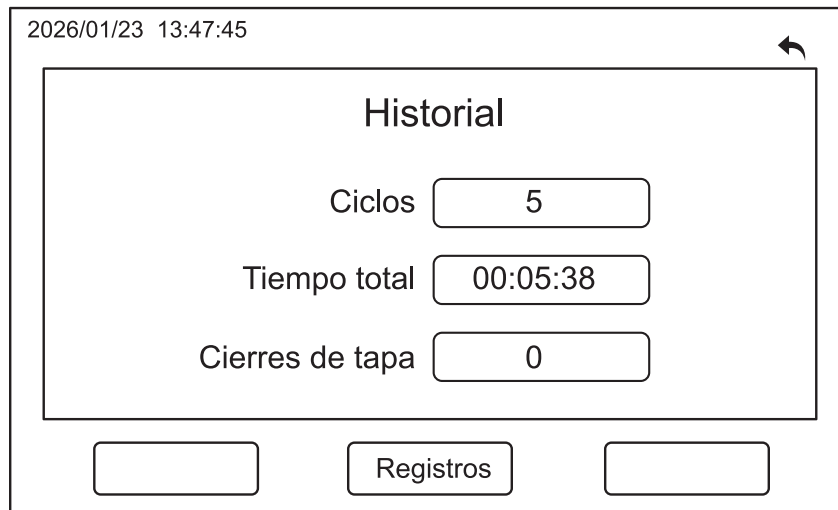 2026/01/23 13:47:45
Historial
Ciclos 5
Tiempo total 00:05:38
Cierres de tapa 0
Registros